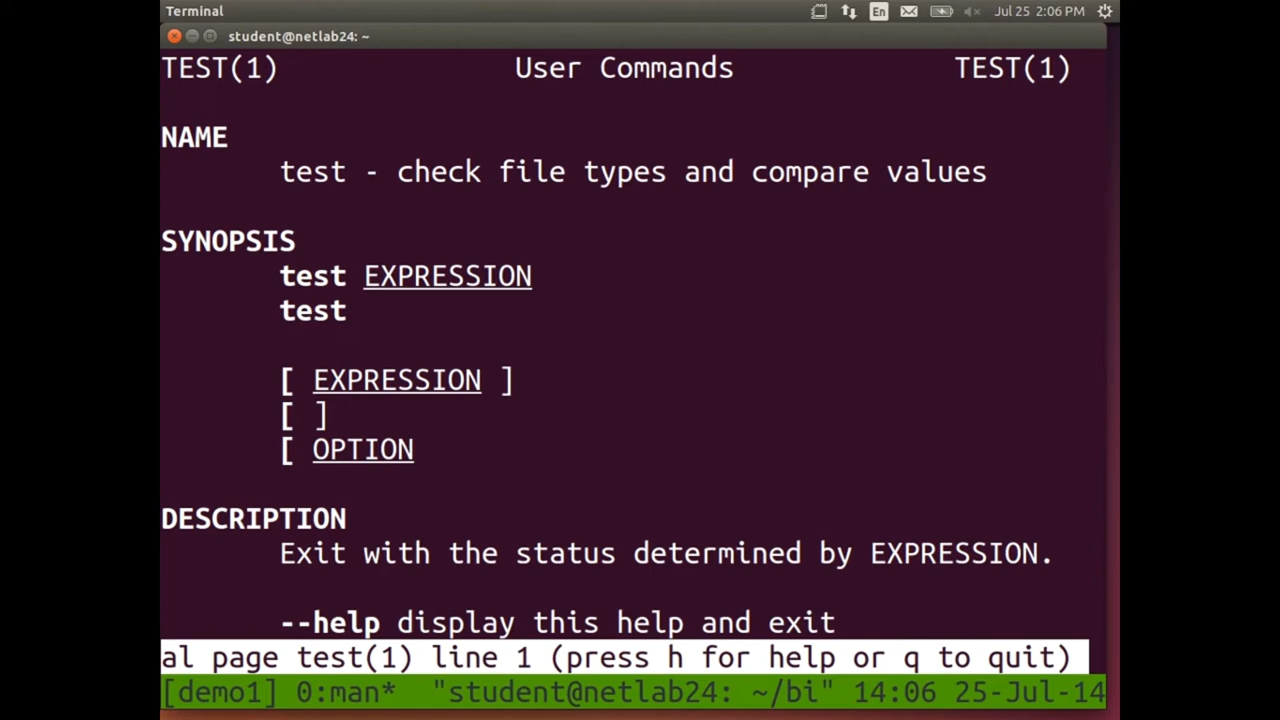 Terminal En Jul 25 2:06 PM
student@netlab24: ~
TEST(1) User Commands TEST(1)
NAME
test - check file types and compare values
SYNOPSIS
test EXPRESSION
test
[ EXPRESSION ]
[ ]
[ OPTION
DESCRIPTION
Exit with the status determined by EXPRESSION.
--help display this help and exit
al page test(1) line 1 (press h for help or q to quit)
[demo1] 0:man* "student@netlab24: ~/bi" 14:06 25-Jul-14